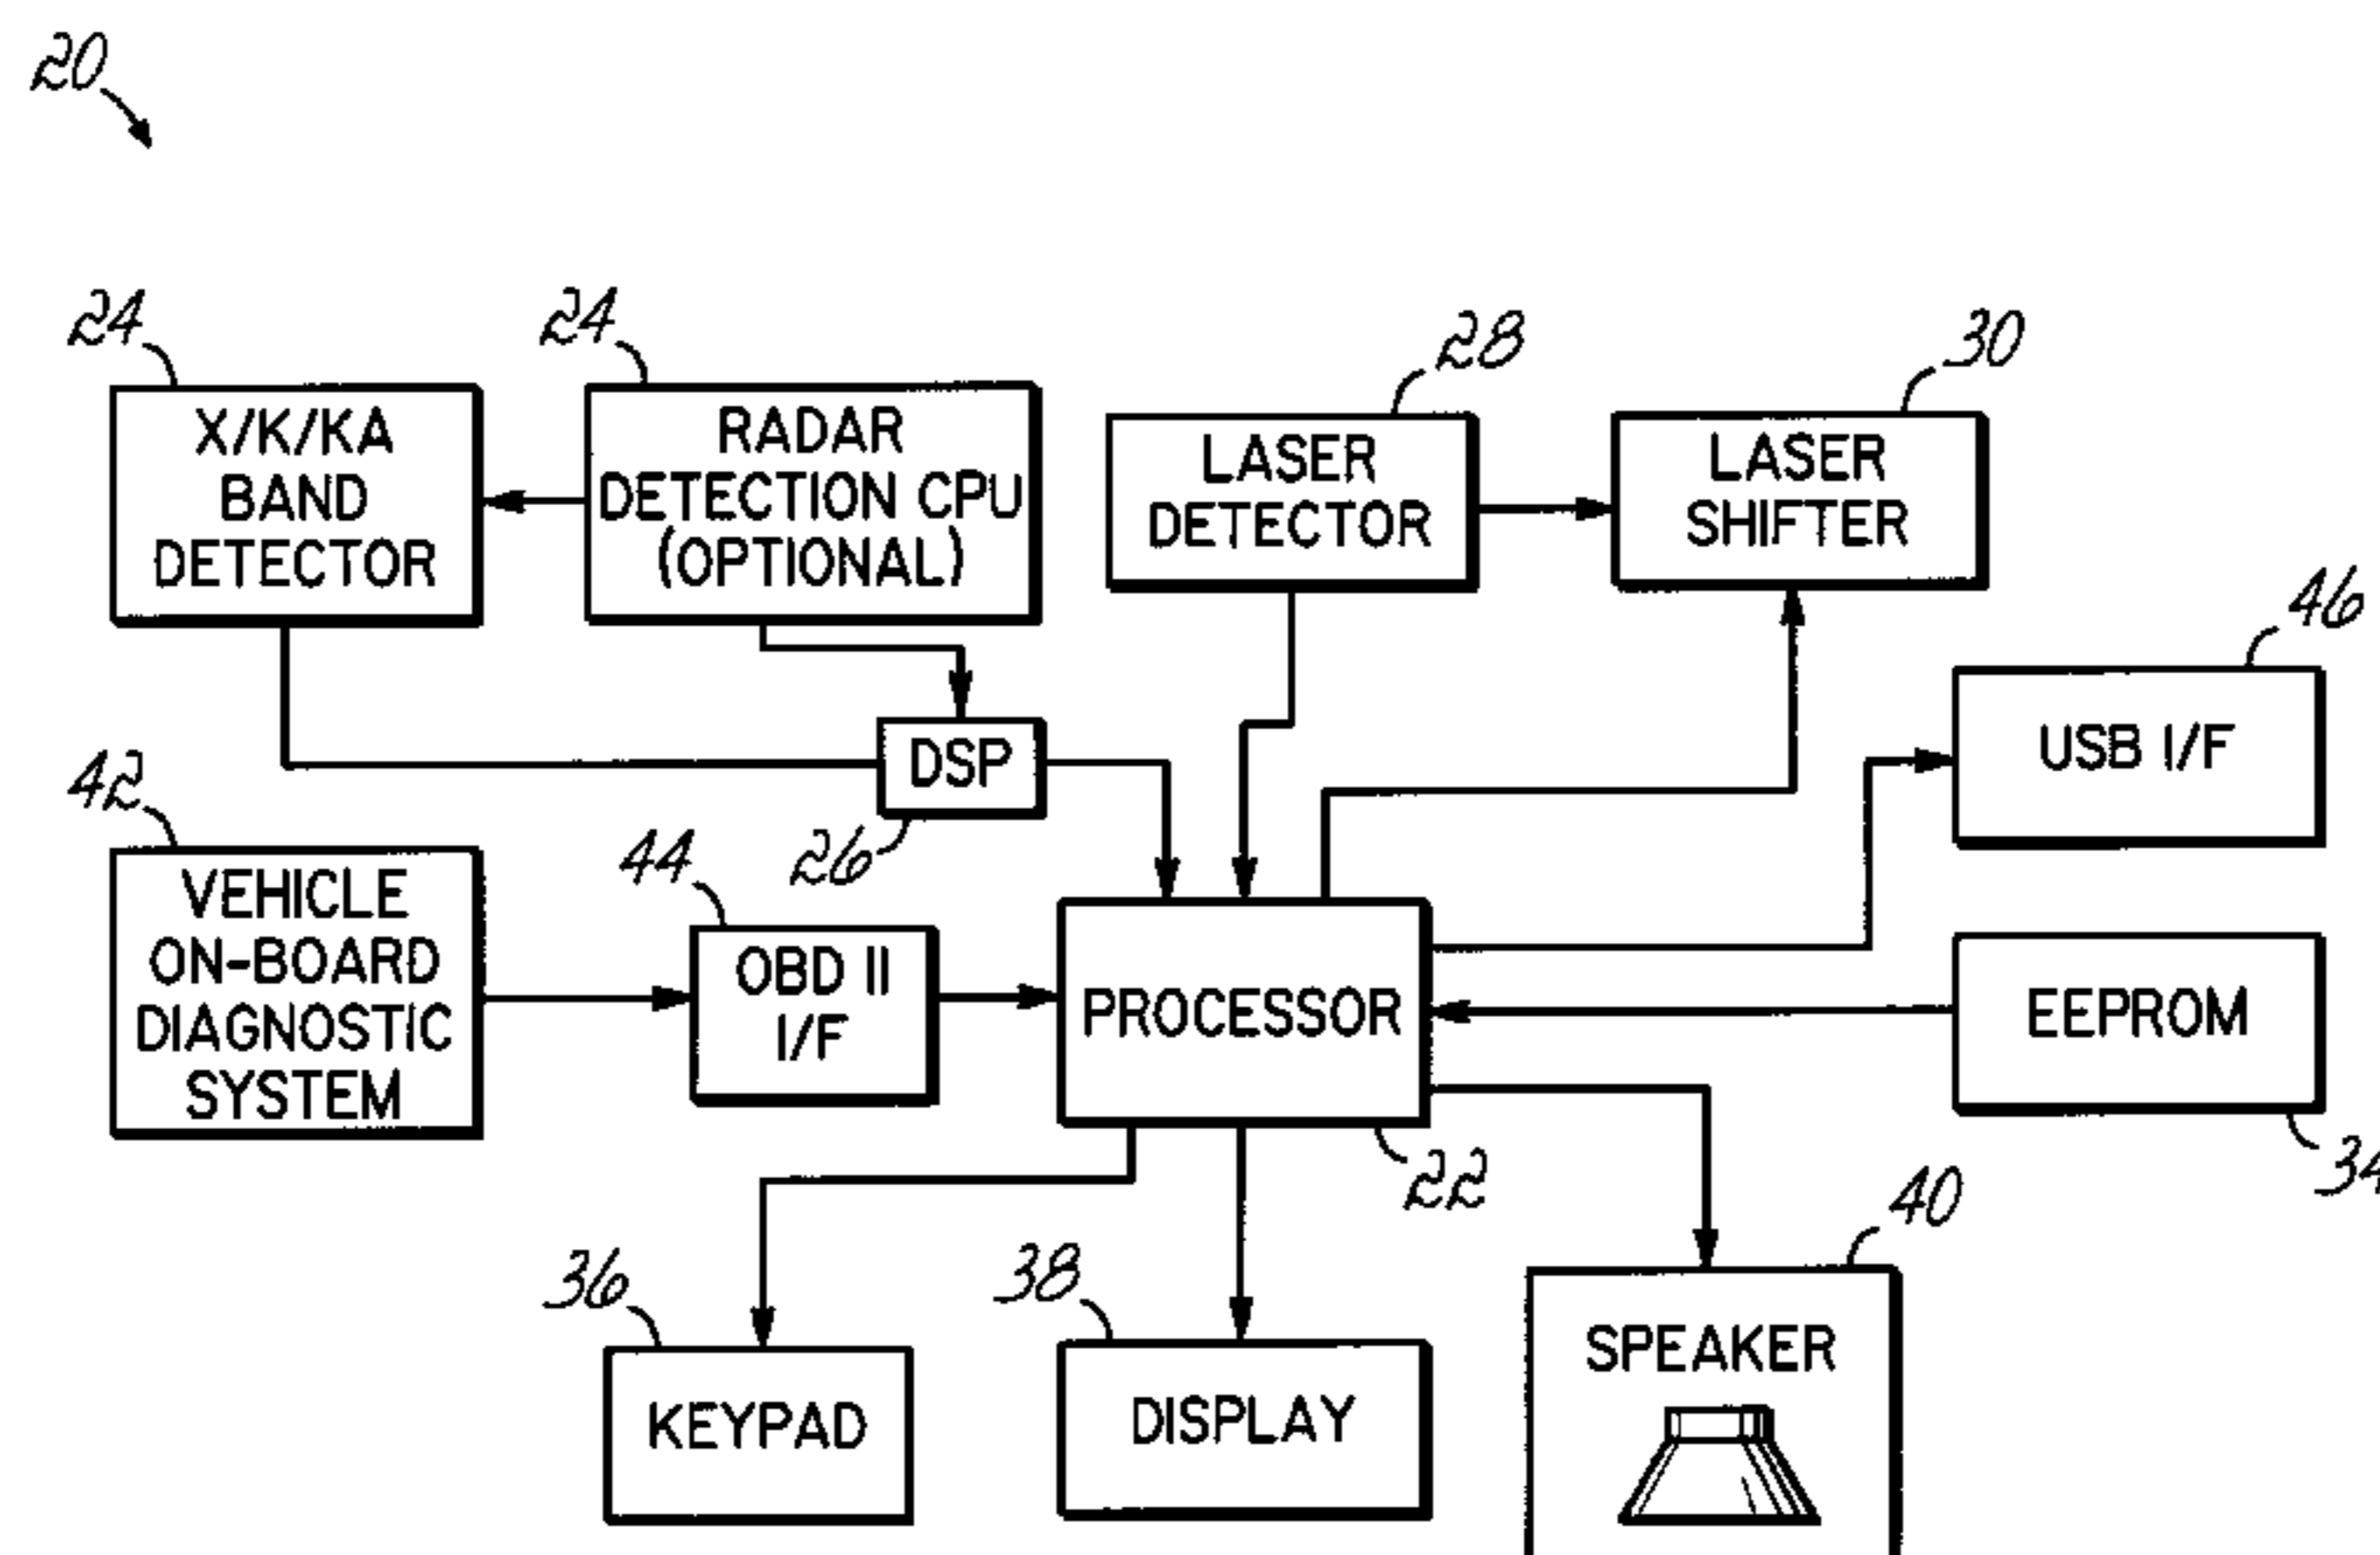 20
24
X/K/KA
BAND
DETECTOR
24
RADAR
DETECTION CPU
(OPTIONAL)
28
LASER
DETECTOR
30
LASER
SHIFTER
46
USB I/F
DSP
26
42
VEHICLE
ON-BOARD
DIAGNOSTIC
SYSTEM
44
OBD II
I/F
PROCESSOR
22
EEPROM
34
36
KEYPAD
38
DISPLAY
40
SPEAKER